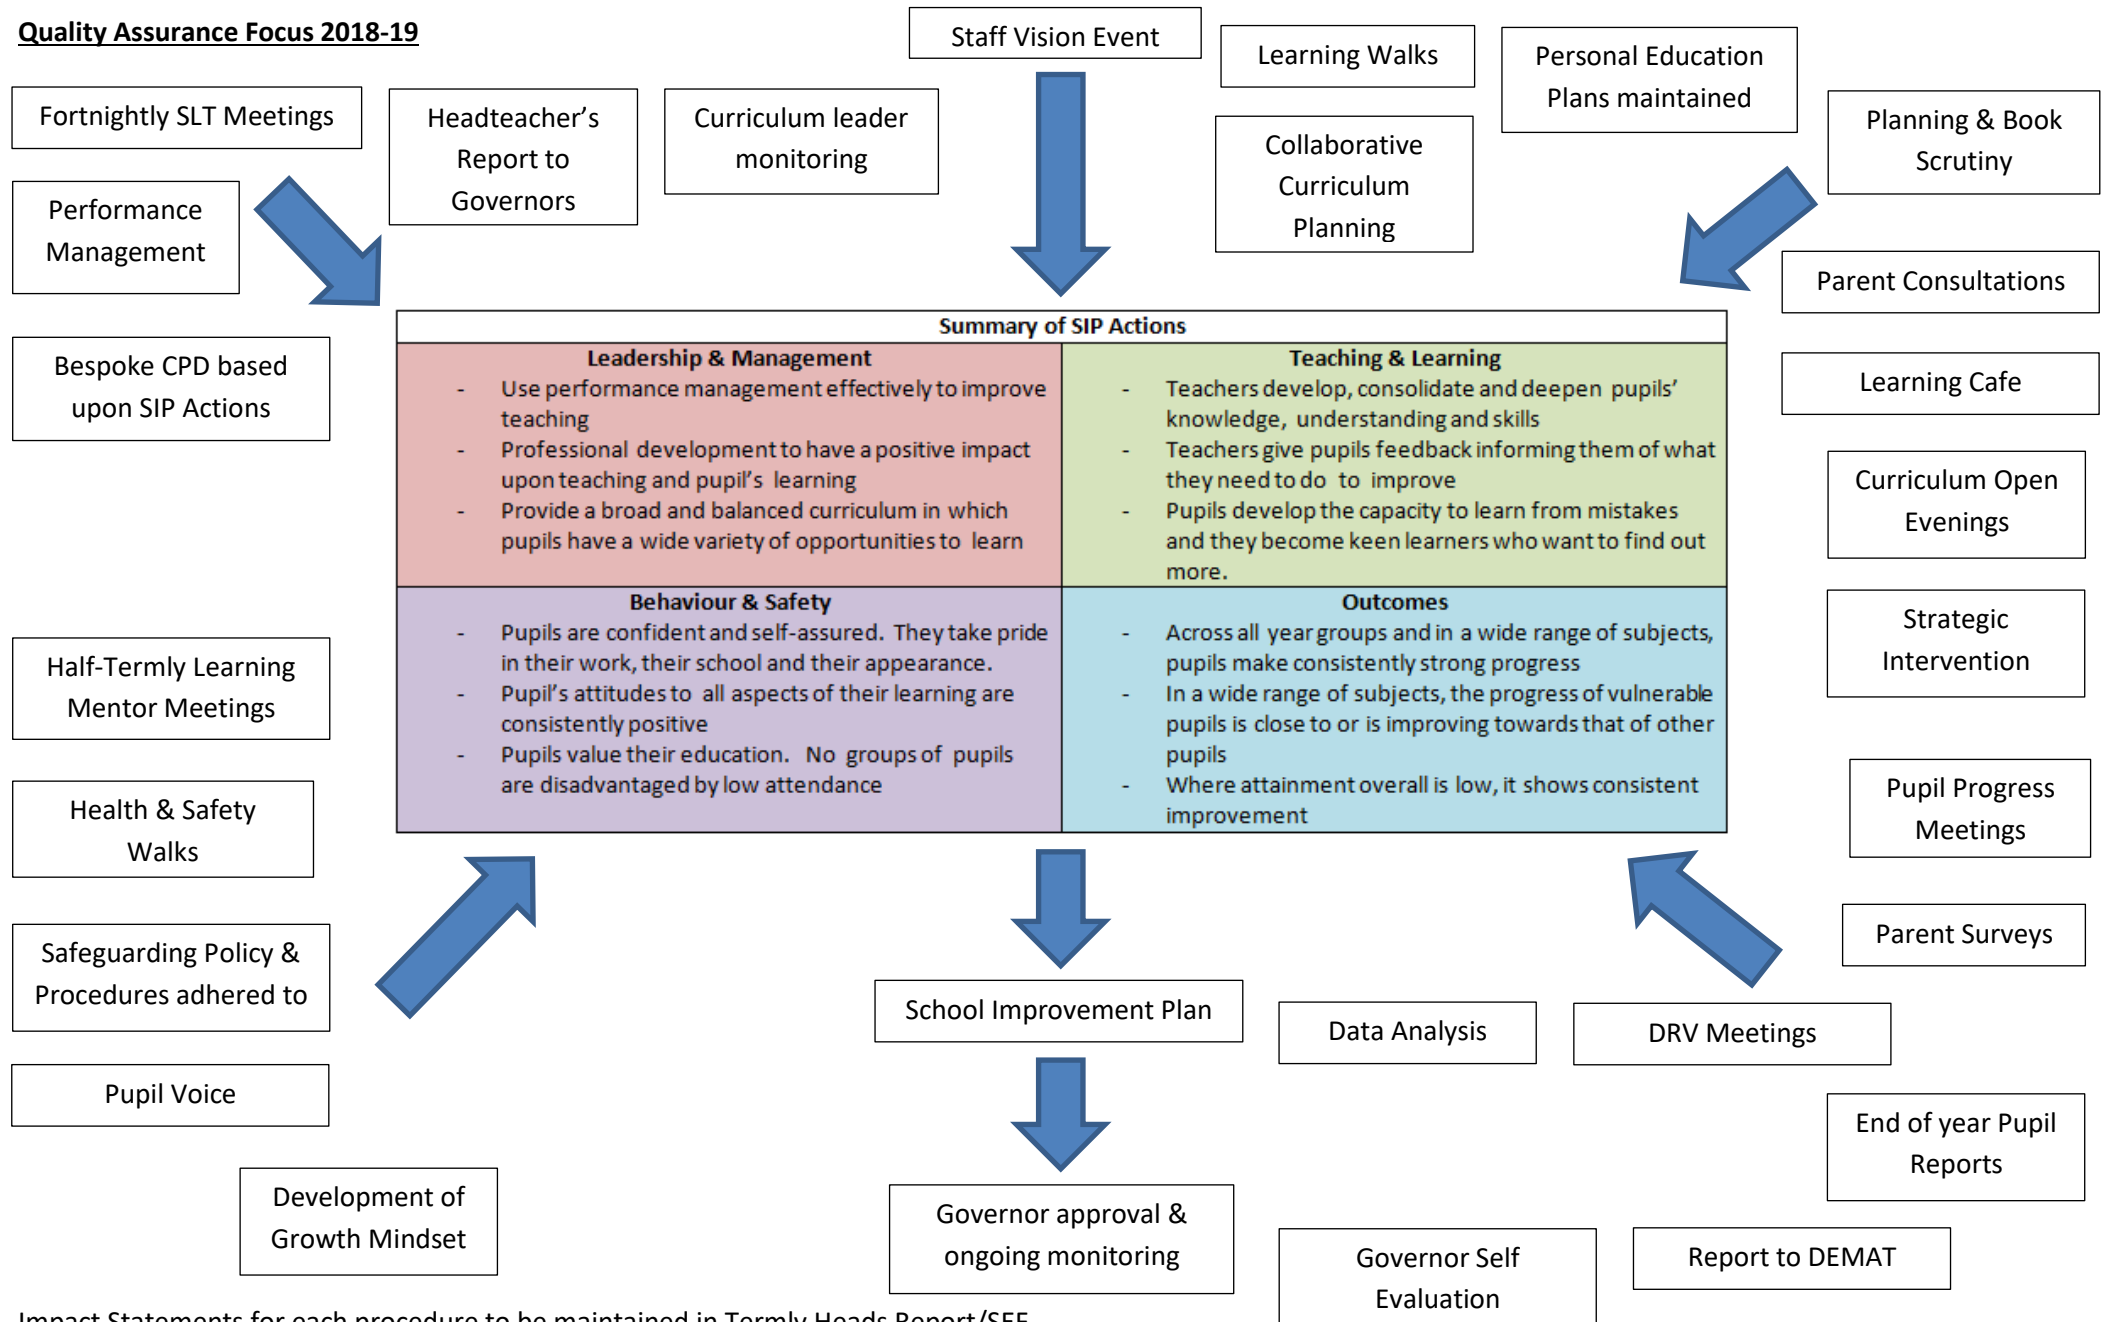 Quality Assurance Focus 2018-19
Staff Vision Event
Learning Walks
Personal Education
Plans maintained
Fortnightly SLT Meetings
Headteacher's
Report to
Governors
Curriculum leader
monitoring
Collaborative
Curriculum
Planning
Planning & Book
Scrutiny
Performance
Management
Parent Consultations
Bespoke CPD based
upon SIP Actions
Learning Cafe
Curriculum Open
Evenings
Strategic
Intervention
Summary of SIP Actions
Leadership & Management
- Use performance management effectively to improve
teaching
- Professional development to have a positive impact
upon teaching and pupil's learning
- Provide a broad and balanced curriculum in which
pupils have a wide variety of opportunities to learn
Teaching & Learning
- Teachers develop, consolidate and deepen pupils'
knowledge, understanding and skills
- Teachers give pupils feedback informing them of what
they need to do to improve
- Pupils develop the capacity to learn from mistakes
and they become keen learners who want to find out
more.
Behaviour & Safety
- Pupils are confident and self-assured. They take pride
in their work, their school and their appearance.
- Pupil's attitudes to all aspects of their learning are
consistently positive
- Pupils value their education. No groups of pupils
are disadvantaged by low attendance
Outcomes
- Across all year groups and in a wide range of subjects,
pupils make consistently strong progress
- In a wide range of subjects, the progress of vulnerable
pupils is close to or is improving towards that of other
pupils
- Where attainment overall is low, it shows consistent
improvement
Half-Termly Learning
Mentor Meetings
Health & Safety
Walks
Pupil Progress
Meetings
Safeguarding Policy &
Procedures adhered to
Parent Surveys
School Improvement Plan
Data Analysis
DRV Meetings
Pupil Voice
End of year Pupil
Reports
Development of
Growth Mindset
Governor approval &
ongoing monitoring
Governor Self
Evaluation
Report to DEMAT
Impact Statements for each procedure to be maintained in Termly Heads Report/SEF